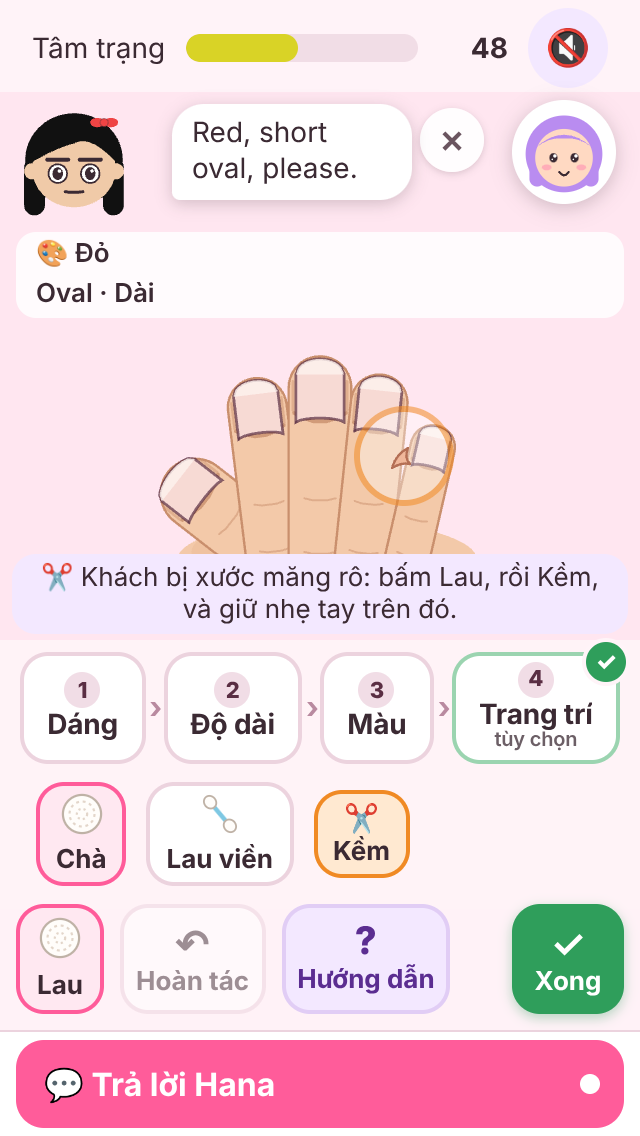 Tâm trạng 48
Red, short
oval, please.
Đỏ
Oval · Dài
Khách bị xước măng rô: bấm Lau, rồi Kềm,
và giữ nhẹ tay trên đó.
1 2 3 4
Dáng Độ dài Màu Trang trí
tùy chọn
Chà Lau viền Kềm
Lau Hoàn tác Hướng dẫn Xong
Trả lời Hana